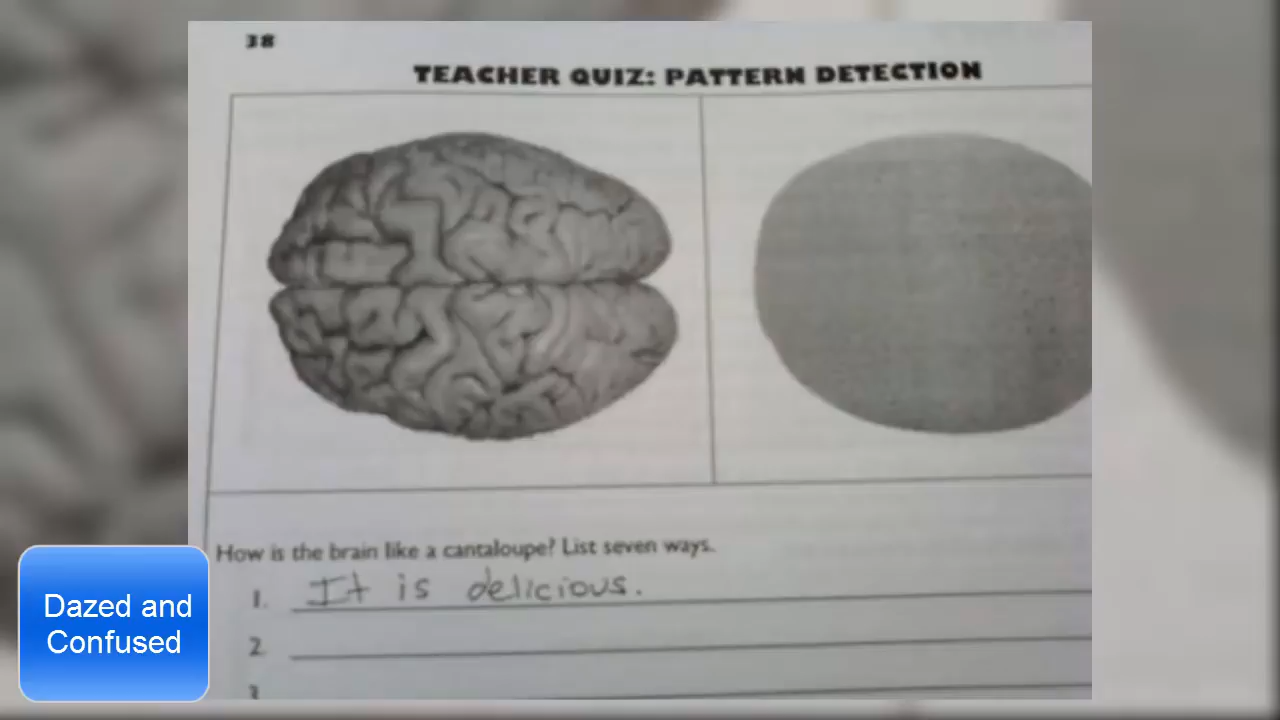 38
TEACHER QUIZ: PATTERN DETECTION
How is the brain like a cantaloupe? List seven ways.
1. It is delicious.
2.
3
Dazed and
Confused